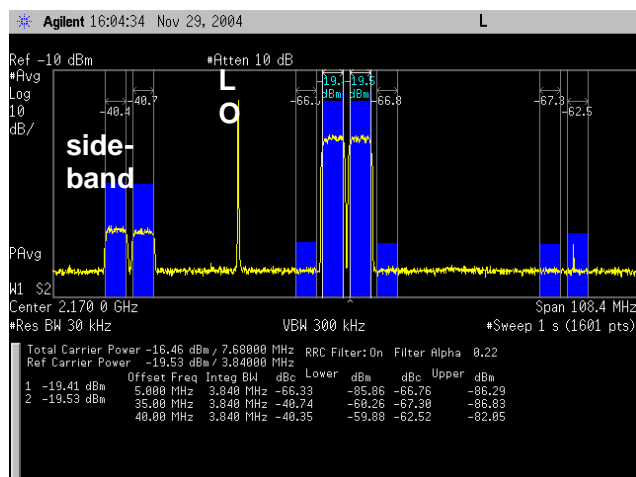 Agilent 16:04:34 Nov 29, 2004 L
Ref -10 dBm #Atten 10 dB
#Avg
Log
10
dB/
-40.4
-40.7
L
O
-66.
-19.
dBm
-19.5
dBm
-66.8
-67.3
-62.5
side-
band
PAvg
W1 S2
Center 2.170 0 GHz Span 108.4 MHz
#Res BW 30 kHz VBW 300 kHz #Sweep 1 s (1601 pts)
Total Carrier Power -16.46 dBm/ 7.68000 MHz RRC Filter: On Filter Alpha 0.22
Ref Carrier Power -19.53 dBm/ 3.84000 MHz
Lower Upper
Offset Freq Integ BW dBc dBm dBc dBm
1 -19.41 dBm
2 -19.53 dBm
5.000 MHz 3.840 MHz -66.33 -85.86 -66.76 -86.29
35.00 MHz 3.840 MHz -40.74 -60.26 -67.30 -86.83
40.00 MHz 3.840 MHz -40.35 -59.88 -62.52 -82.05